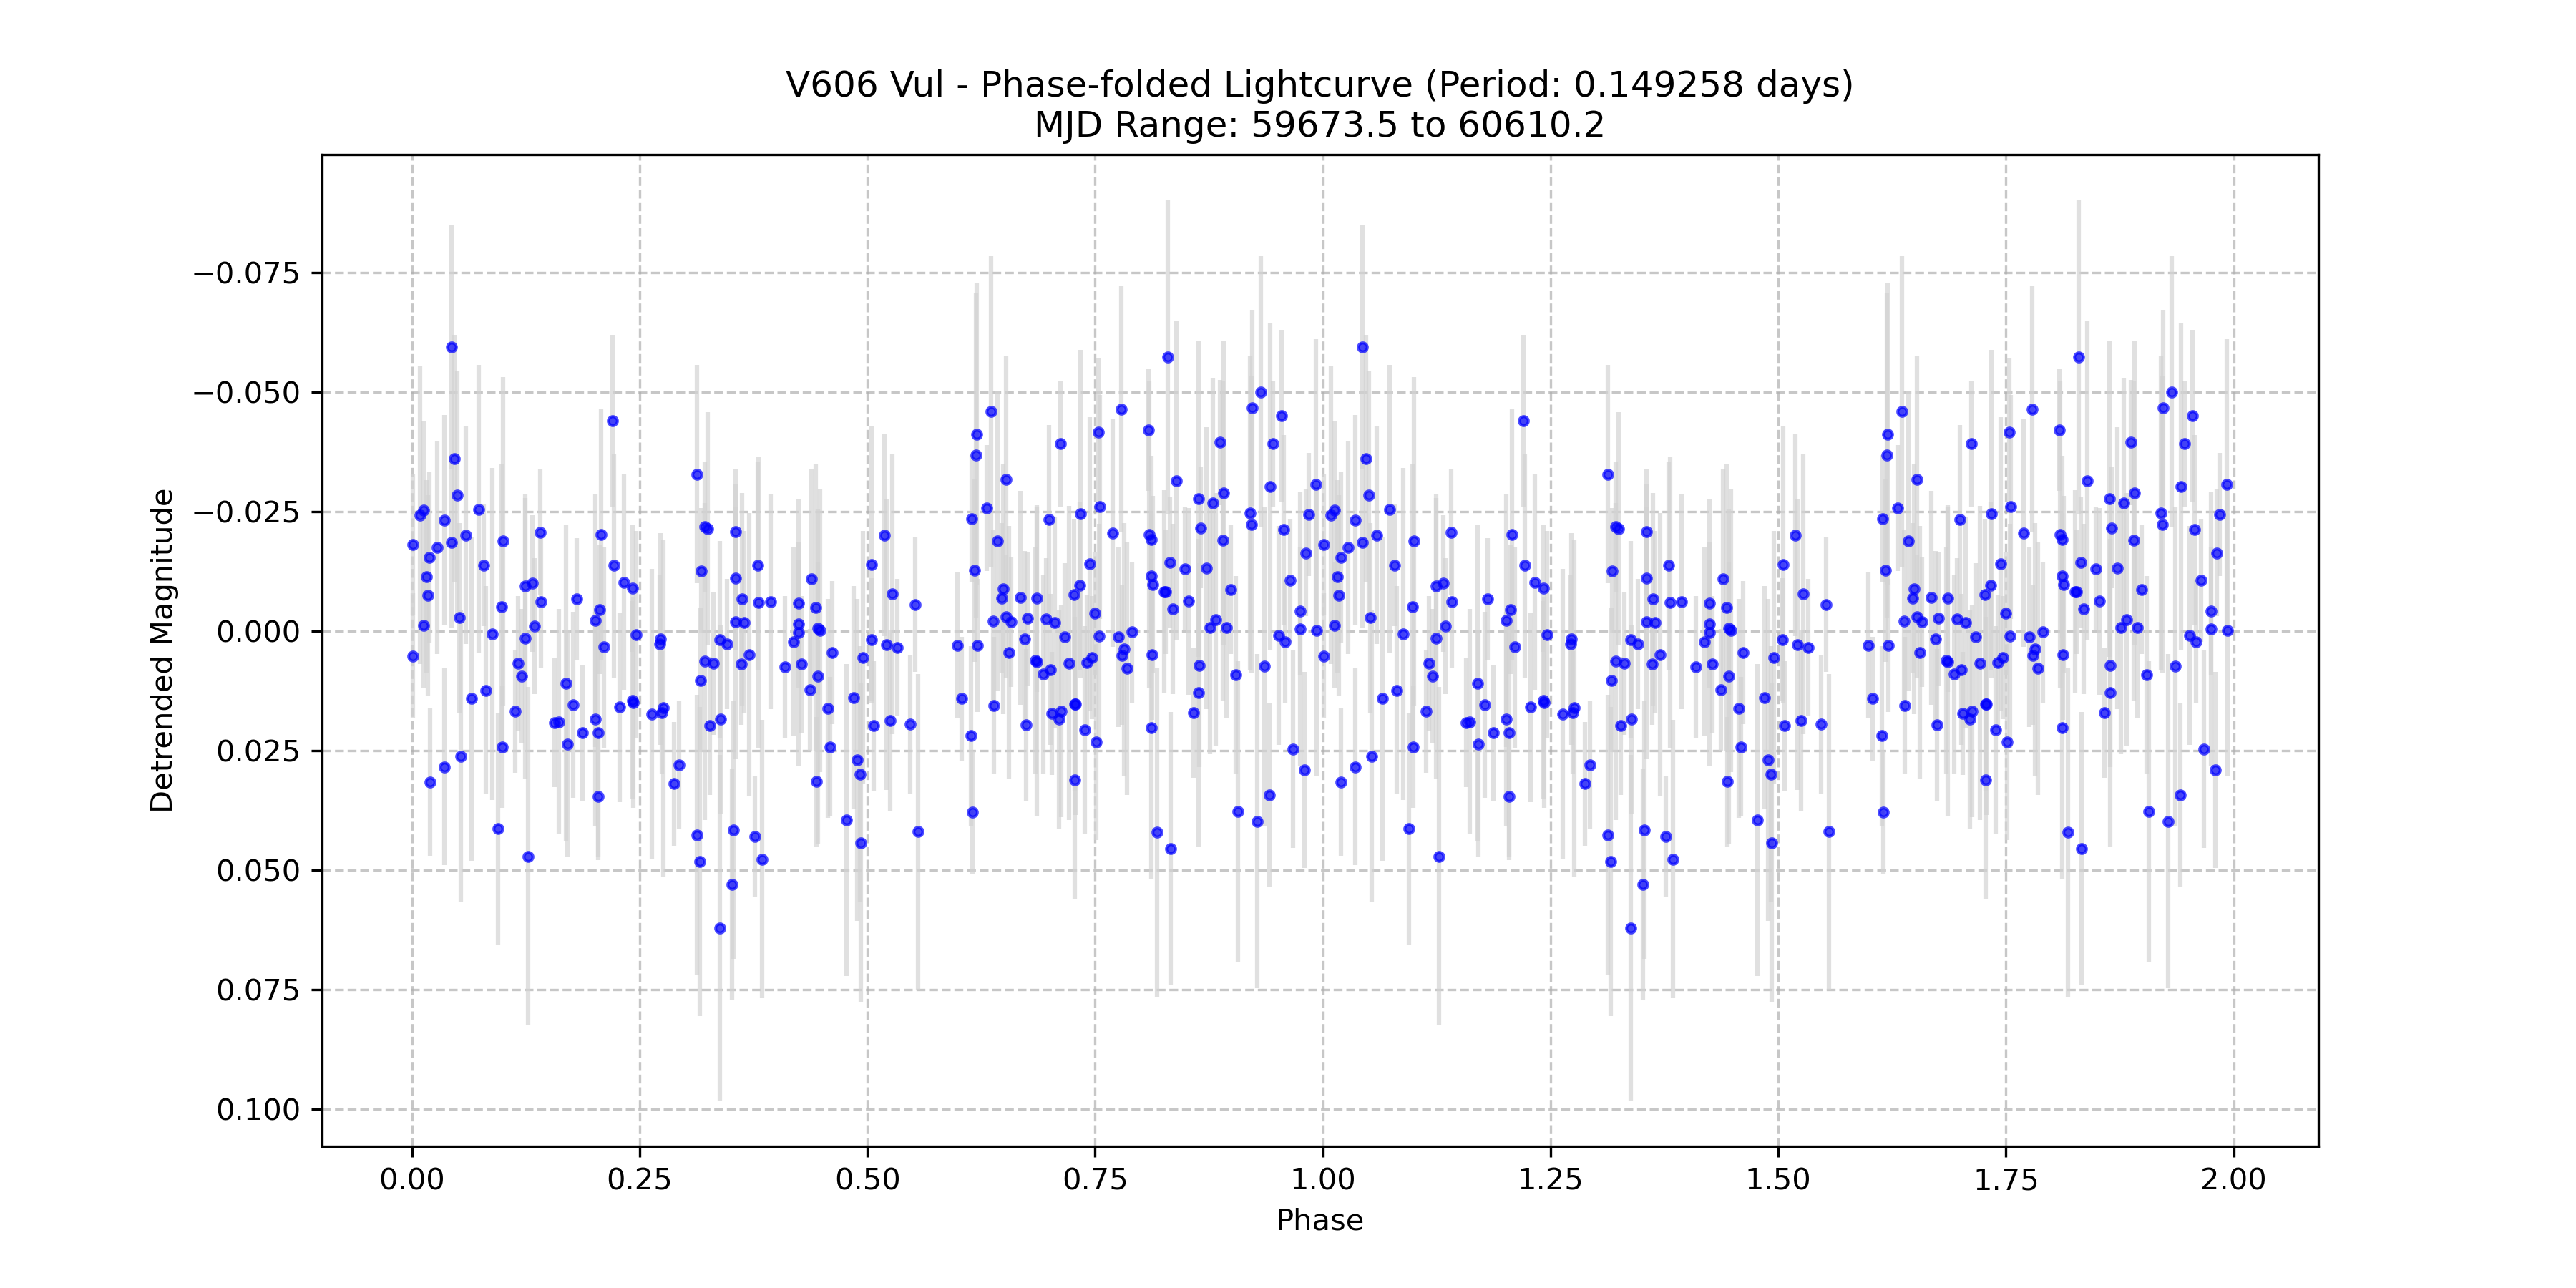 V606 Vul - Phase-folded Lightcurve (Period: 0.149258 days)
MJD Range: 59673.5 to 60610.2
Detrended Magnitude
−0.075
−0.050
−0.025
0.000
0.025
0.050
0.075
0.100
0.00 0.25 0.50 0.75 1.00 1.25 1.50 1.75 2.00
Phase